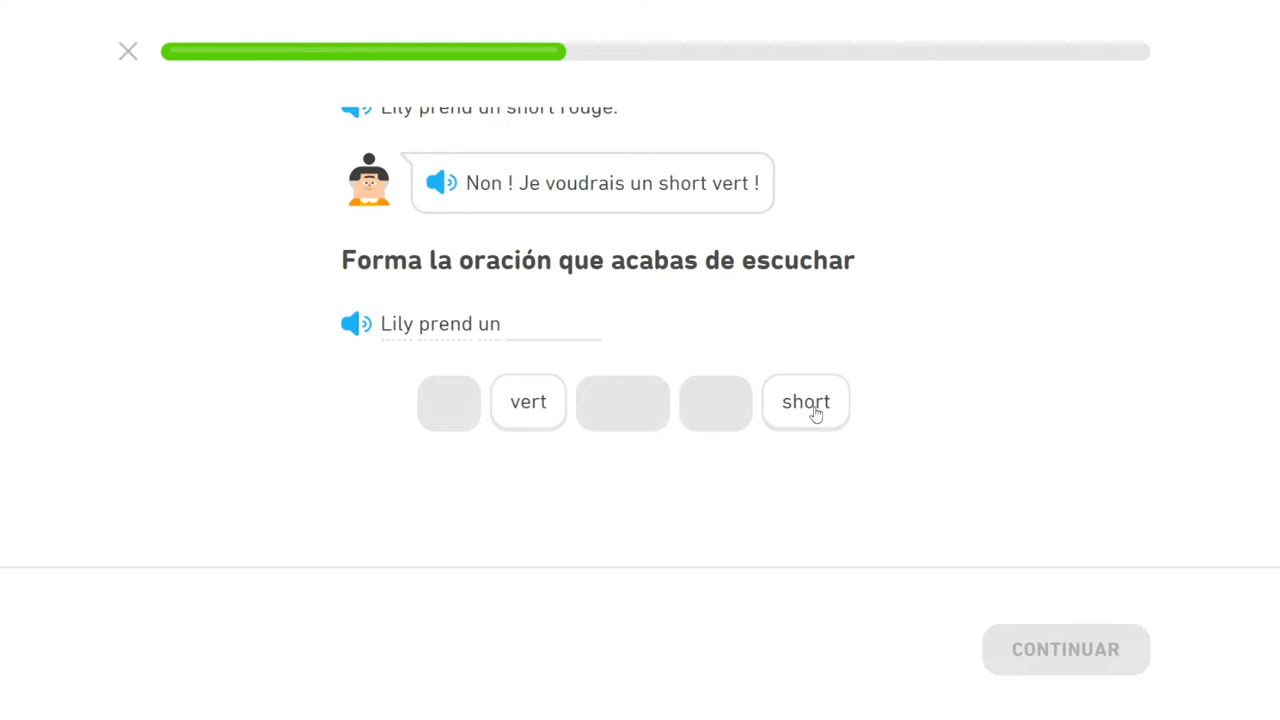 Lily prend un short rouge.
Non ! Je voudrais un short vert !
Forma la oración que acabas de escuchar
Lily prend un
vert short
CONTINUAR